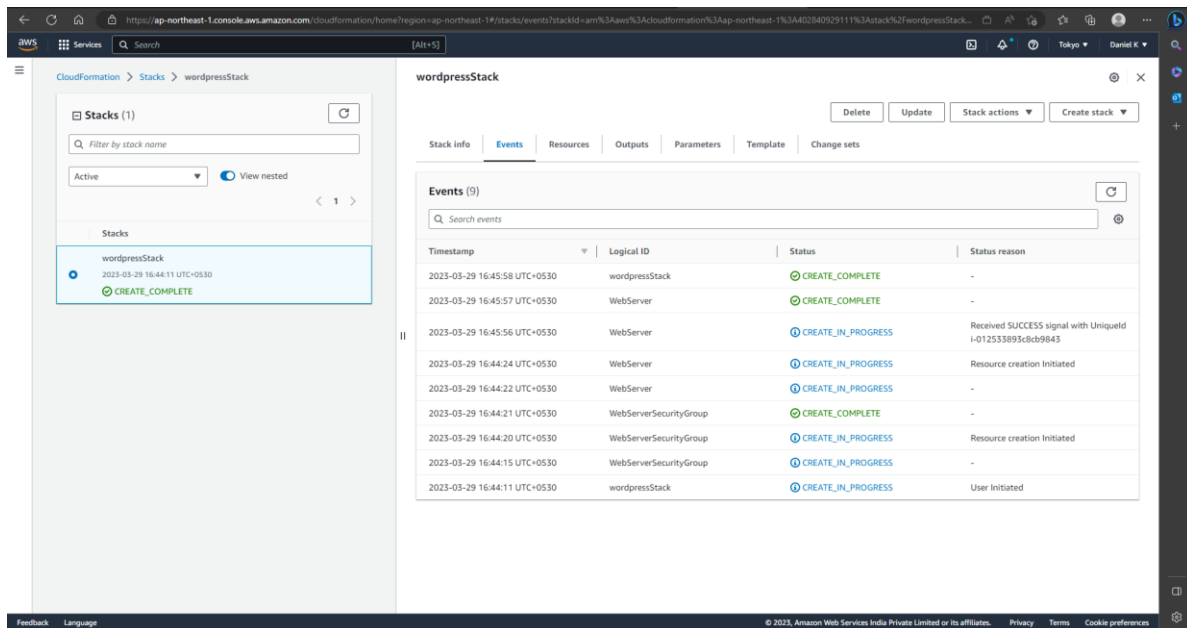 https://ap-northeast-1.console.aws.amazon.com/cloudformation/home?region=ap-northeast-1#/stacks/events?stackId=arn%3Aaws%3Acloudformation%3Aap-northeast-1%3A402840929111%3Astack%2FwordpressStack...
aws Services Search [Alt+S] Tokyo ▼ Daniel K ▼
CloudFormation > Stacks > wordpressStack
wordpressStack
Stacks (1)
Delete Update Stack actions ▼ Create stack ▼
Filter by stack name
Stack info Events Resources Outputs Parameters Template Change sets
Active ▼ View nested
Events (9)
< 1 >
Search events
Stacks
Timestamp Logical ID Status Status reason
wordpressStack
2023-03-29 16:44:11 UTC+0530
CREATE_COMPLETE
2023-03-29 16:45:58 UTC+0530 wordpressStack CREATE_COMPLETE -
2023-03-29 16:45:57 UTC+0530 WebServer CREATE_COMPLETE -
2023-03-29 16:45:56 UTC+0530 WebServer CREATE_IN_PROGRESS Received SUCCESS signal with UniqueId
i-012533893c8cb9843
2023-03-29 16:44:24 UTC+0530 WebServer CREATE_IN_PROGRESS Resource creation Initiated
2023-03-29 16:44:22 UTC+0530 WebServer CREATE_IN_PROGRESS -
2023-03-29 16:44:21 UTC+0530 WebServerSecurityGroup CREATE_COMPLETE -
2023-03-29 16:44:20 UTC+0530 WebServerSecurityGroup CREATE_IN_PROGRESS Resource creation Initiated
2023-03-29 16:44:15 UTC+0530 WebServerSecurityGroup CREATE_IN_PROGRESS -
2023-03-29 16:44:11 UTC+0530 wordpressStack CREATE_IN_PROGRESS User Initiated
Feedback Language © 2023, Amazon Web Services India Private Limited or its affiliates. Privacy Terms Cookie preferences